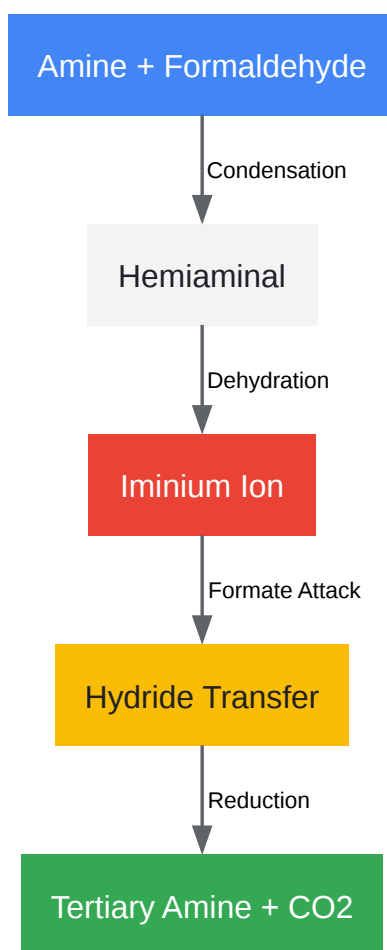 Amine + Formaldehyde
Condensation
Hemiaminal
Dehydration
Iminium Ion
Formate Attack
Hydride Transfer
Reduction
Tertiary Amine + CO2